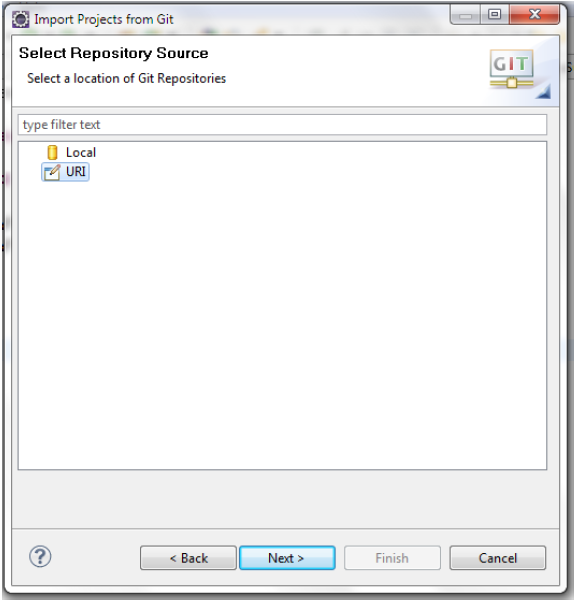 Import Projects from Git
Select Repository Source
Select a location of Git Repositories
GIT
type filter text
Local
URI
? < Back Next > Finish Cancel